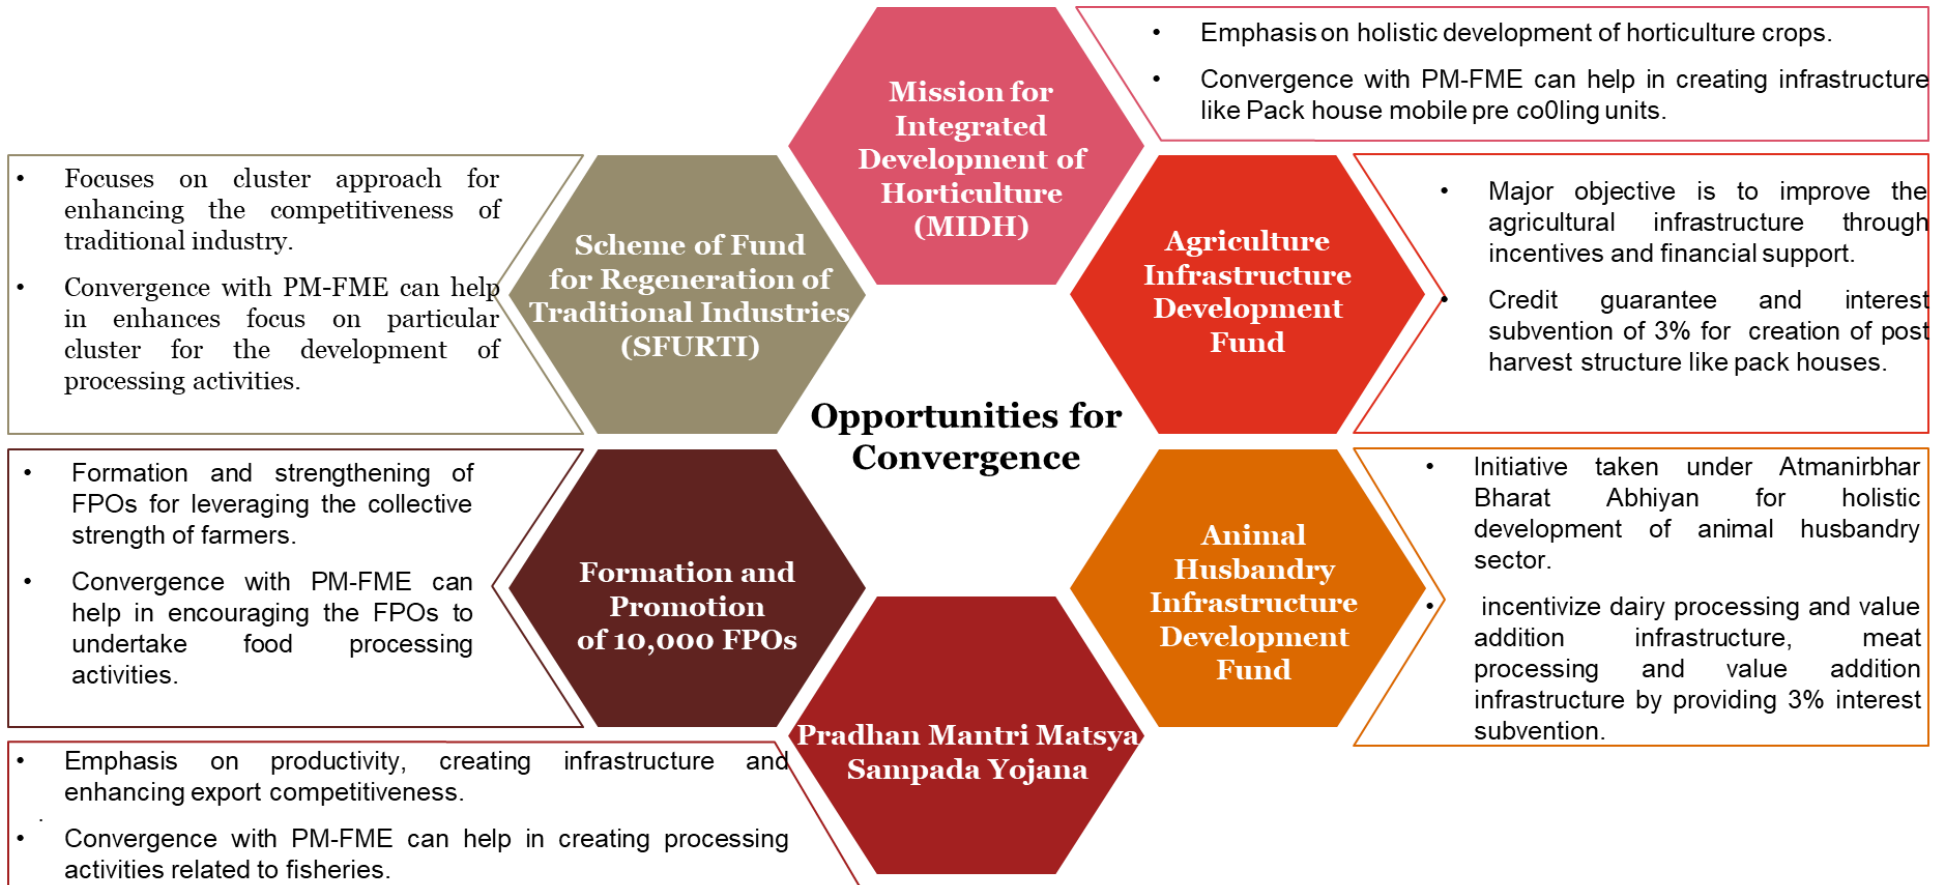 Mission for
Integrated
Development of
Horticulture
(MIDH)
• Emphasis on holistic development of horticulture crops.
• Convergence with PM-FME can help in creating infrastructure
like Pack house mobile pre co0ling units.
Agriculture
Infrastructure
Development
Fund
• Major objective is to improve the
agricultural infrastructure through
incentives and financial support.
• Credit guarantee and interest
subvention of 3% for creation of post
harvest structure like pack houses.
• Focuses on cluster approach for
enhancing the competitiveness of
traditional industry.
• Convergence with PM-FME can help
in enhances focus on particular
cluster for the development of
processing activities.
Scheme of Fund
for Regeneration of
Traditional Industries
(SFURTI)
Opportunities for
Convergence
• Formation and strengthening of
FPOs for leveraging the collective
strength of farmers.
• Convergence with PM-FME can
help in encouraging the FPOs to
undertake food processing
activities.
Formation and
Promotion
of 10,000 FPOs
Animal
Husbandry
Infrastructure
Development
Fund
• Initiative taken under Atmanirbhar
Bharat Abhiyan for holistic
development of animal husbandry
sector.
• incentivize dairy processing and value
addition infrastructure, meat
processing and value addition
infrastructure by providing 3% interest
subvention.
Pradhan Mantri Matsya
Sampada Yojana
• Emphasis on productivity, creating infrastructure and
enhancing export competitiveness.
.
• Convergence with PM-FME can help in creating processing
activities related to fisheries.